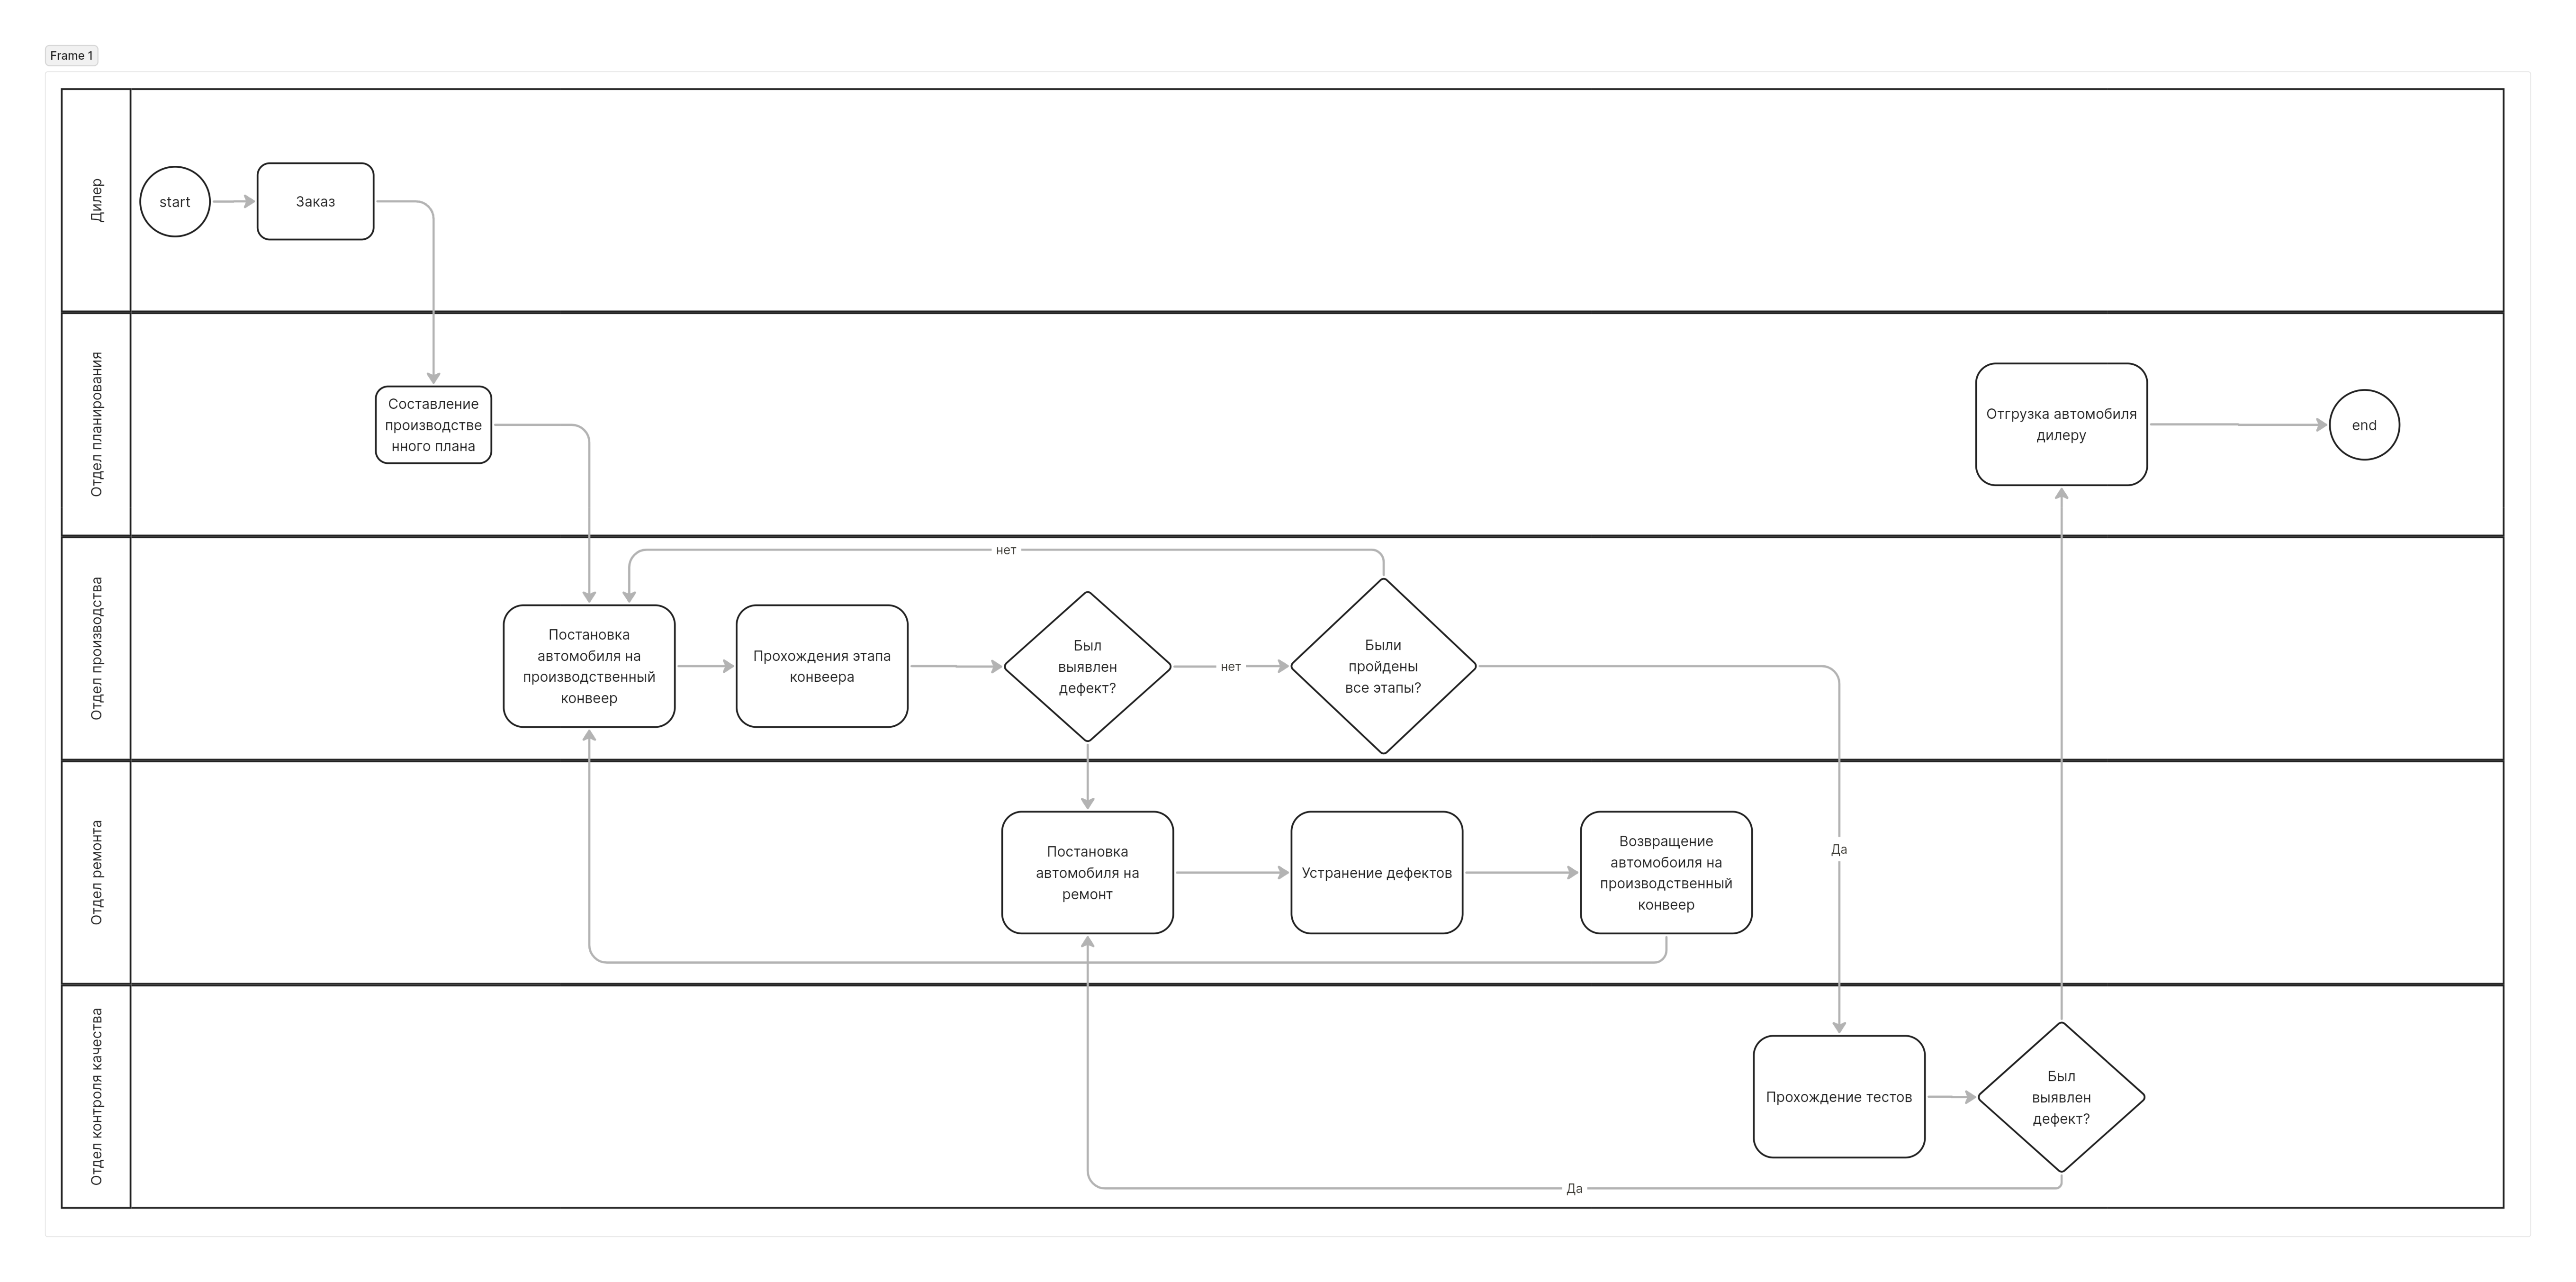 Frame 1
Дилер
start
Заказ
Отдел планирования
Составление
производстве
нного плана
Отгрузка автомобиля
дилеру
end
Отдел производства
нет
Постановка
автомобиля на
производственный
конвеер
Прохождения этапа
конвеера
Был
выявлен
дефект?
нет
Были
пройдены
все этапы?
Отдел ремонта
Постановка
автомобиля на
ремонт
Устранение дефектов
Возвращение
автомобоиля на
производственный
конвеер
Да
Отдел контроля качества
Прохождение тестов
Был
выявлен
дефект?
Да